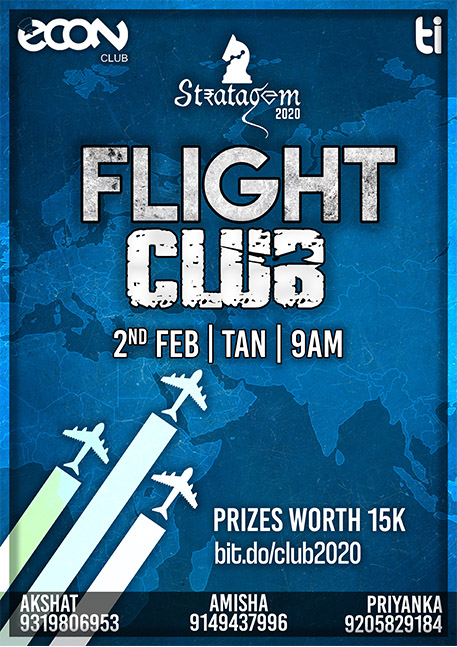 econ
CLUB
ti
Stratagem
2020
FLIGHT
CLUB
2ND FEB | TAN | 9AM
PRIZES WORTH 15K
bit.do/club2020
AKSHAT
9319806953
AMISHA
9149437996
PRIYANKA
9205829184